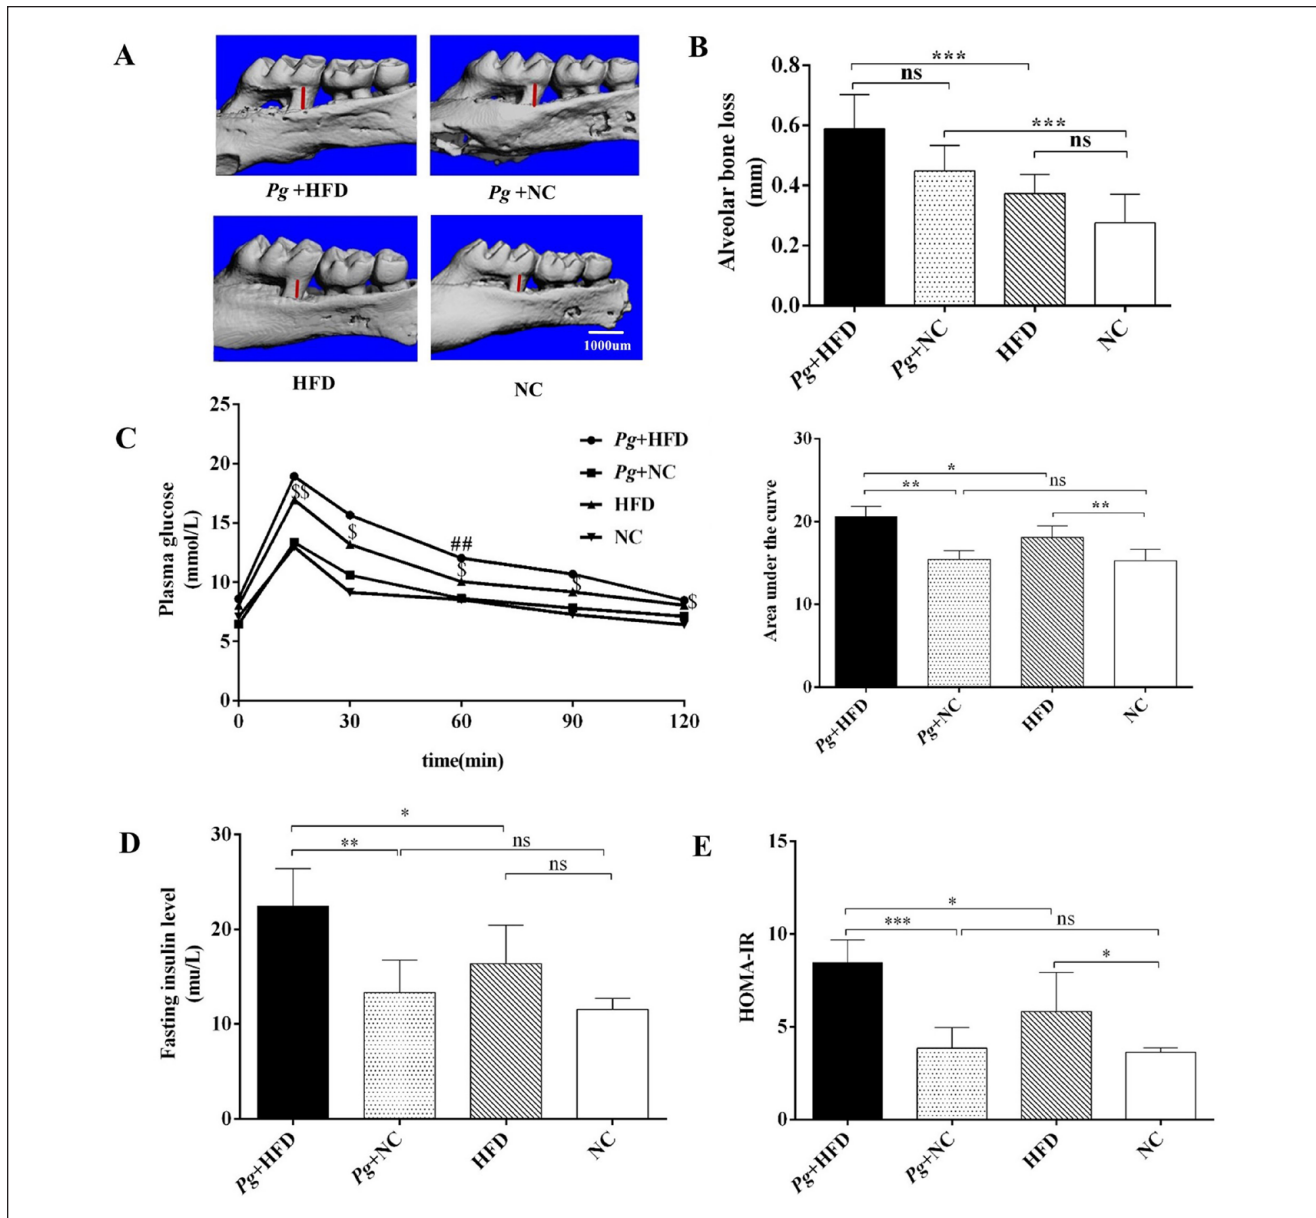 A
Pg+HFD
Pg+NC
HFD
NC
1000um
B
Alveolar bone loss
(mm)
0.8
0.6
0.4
0.2
0.0
***
ns
***
ns
Pg+HFD
Pg+NC
HFD
NC
C
Plasma glucose
(mmol/L)
25
20
15
10
5
0
0
30
60
90
120
time(min)
Pg+HFD
Pg+NC
HFD
NC
$$
$
##
$
$
$
Area under the curve
30
20
10
0
*
**
ns
**
Pg+HFD
Pg+NC
HFD
NC
D
Fasting insulin level
(mu/L)
30
20
10
0
*
**
ns
ns
Pg+HFD
Pg+NC
HFD
NC
E
HOMA-IR
15
10
5
0
*
***
ns
*
Pg+HFD
Pg+NC
HFD
NC